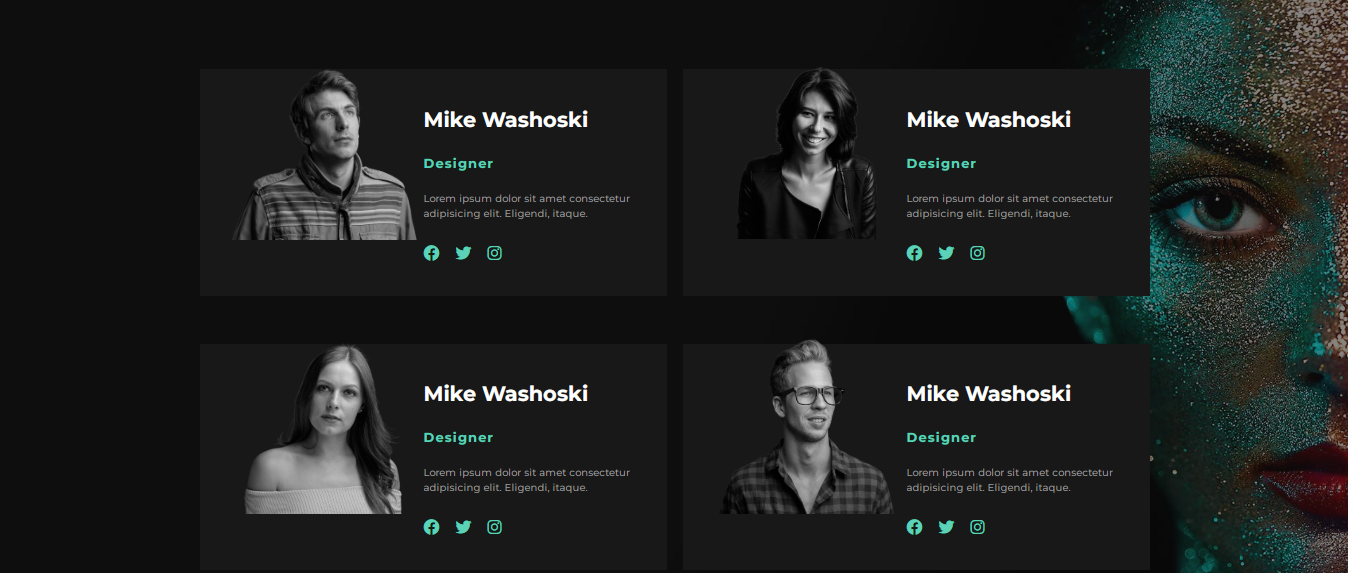 Mike Washoski
Designer
Lorem ipsum dolor sit amet consectetur
adipisicing elit. Eligendi, itaque.
Mike Washoski
Designer
Lorem ipsum dolor sit amet consectetur
adipisicing elit. Eligendi, itaque.
Mike Washoski
Designer
Lorem ipsum dolor sit amet consectetur
adipisicing elit. Eligendi, itaque.
Mike Washoski
Designer
Lorem ipsum dolor sit amet consectetur
adipisicing elit. Eligendi, itaque.